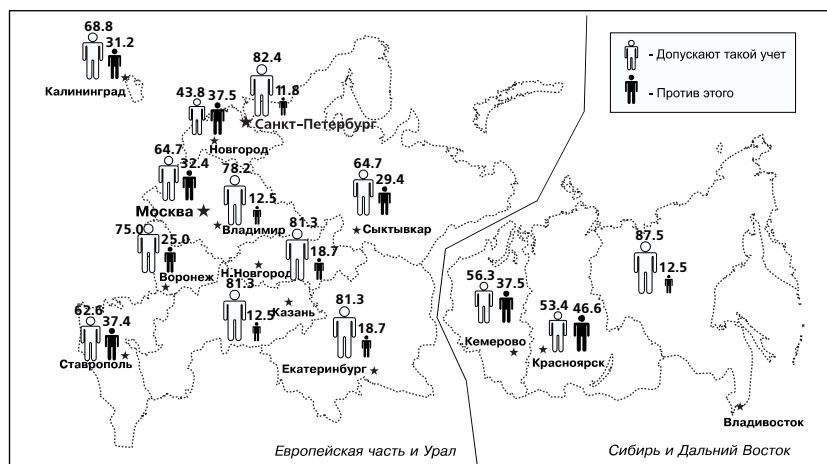 68.8
31.2
Калининград
82.4
11.8
Санкт–Петербург
43.8
37.5
Новгород
- Допускают такой учет
- Против этого
64.7
32.4
Москва
78.2
12.5
Владимир
64.7
29.4
Сыктывкар
75.0
25.0
Воронеж
81.3
18.7
Н.Новгород
81.3
12.5
Казань
81.3
18.7
Екатеринбург
62.6
37.4
Ставрополь
56.3
37.5
Кемерово
53.4
46.6
Красноярск
87.5
12.5
Владивосток
Европейская часть и Урал
Сибирь и Дальний Восток